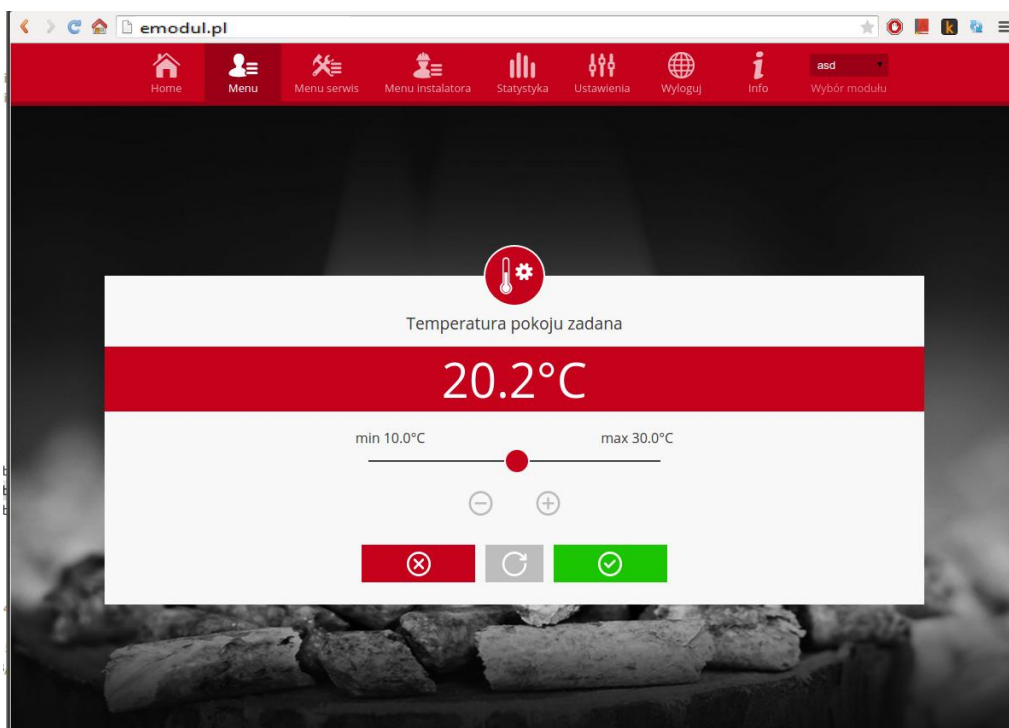 emodul.pl
k
Home
Menu
Menu serwis
Menu instalatora
Statystyka
Ustawienia
Wyloguj
Info
asd
Wybór modułu
Temperatura pokoju zadana
20.2°C
min 10.0°C
max 30.0°C